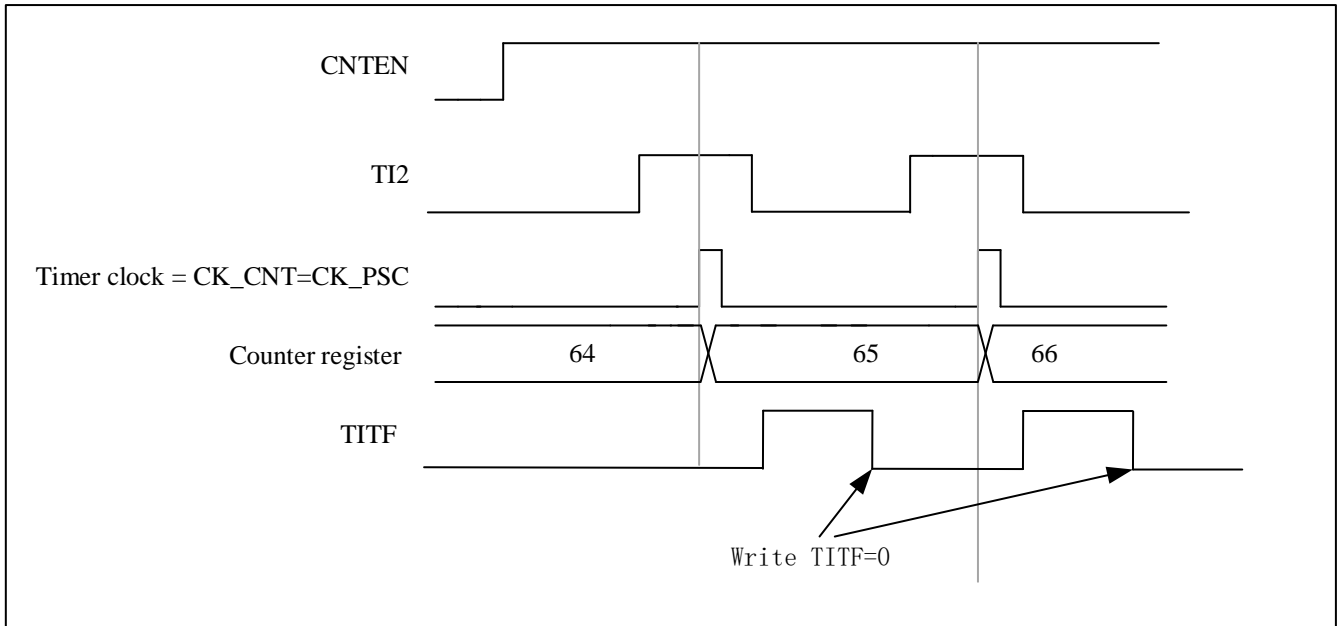 CNTEN
TI2
Timer clock = CK_CNT=CK_PSC
Counter register 64 65 66
TITF
Write TITF=0